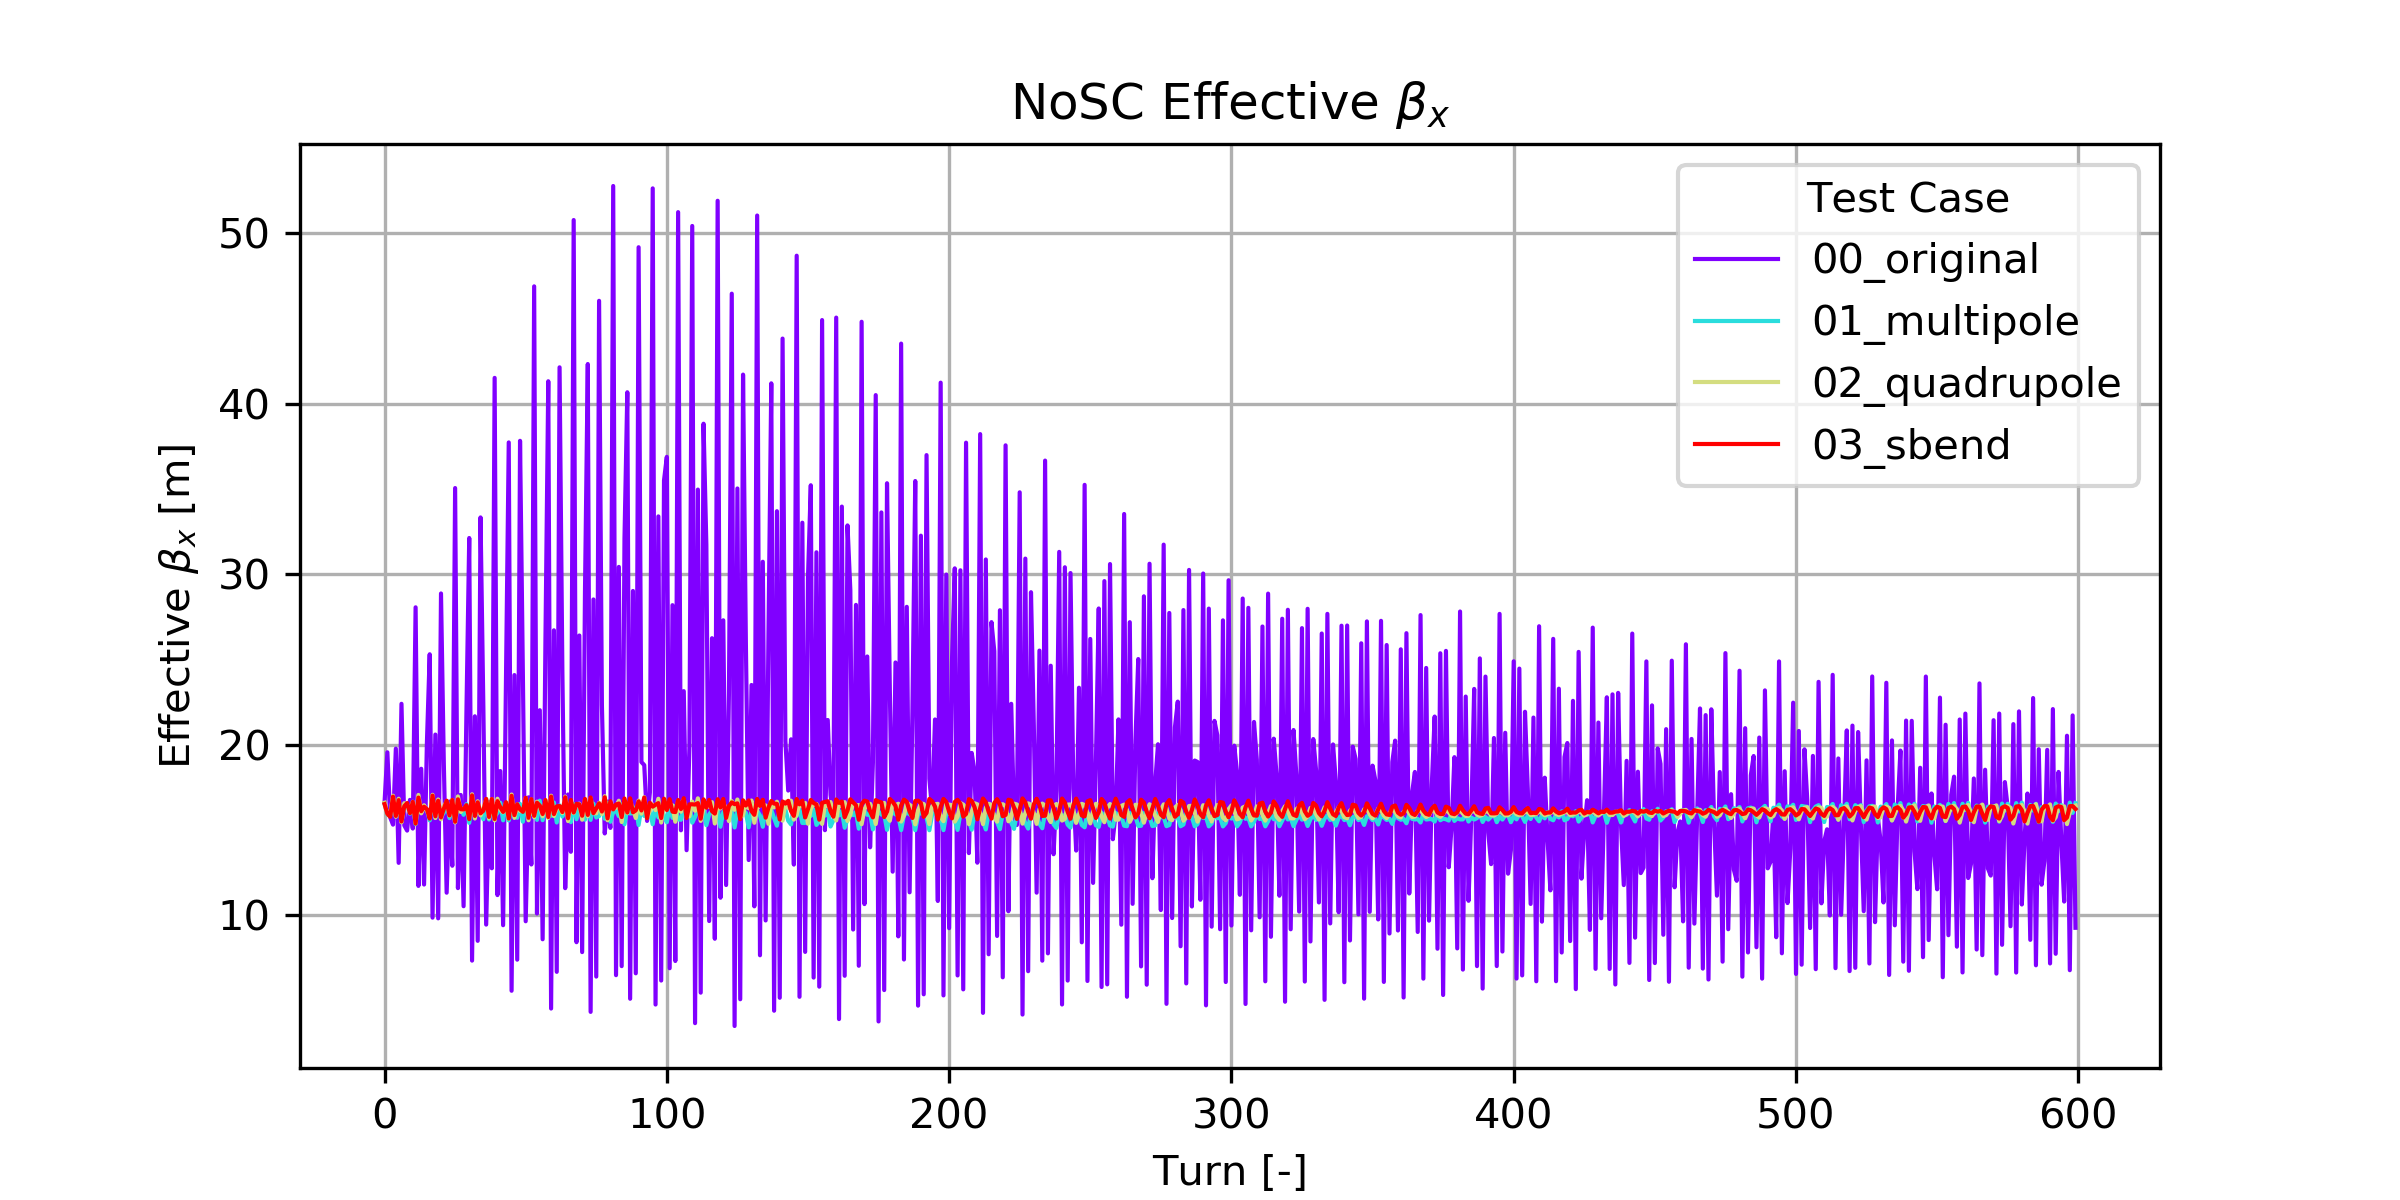 NoSC Effective βx
Effective βx [m]
50
40
30
20
10
Test Case
00_original
01_multipole
02_quadrupole
03_sbend
0 100 200 300 400 500 600
Turn [-]